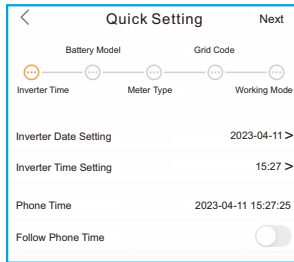 Quick Setting Next
Battery Model Grid Code
Inverter Time Meter Type Working Mode
Inverter Date Setting 2023-04-11 >
Inverter Time Setting 15:27 >
Phone Time 2023-04-11 15:27:25
Follow Phone Time